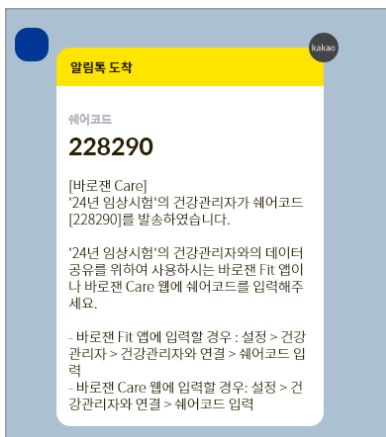 kakao
알림톡 도착
쉐어코드
228290
[바로잰 Care]
'24년 임상시험'의 건강관리자가 쉐어코드
[228290]를 발송하였습니다.
'24년 임상시험'의 건강관리자와의 데이터
공유를 위하여 사용하시는 바로잰 Fit 앱이
나 바로잰 Care 웹에 쉐어코드를 입력해주
세요.
- 바로잰 Fit 앱에 입력할 경우 : 설정 > 건강
관리자 > 건강관리자와 연결 > 쉐어코드 입
력
- 바로잰 Care 웹에 입력할 경우: 설정 > 건
강관리자와 연결 > 쉐어코드 입력